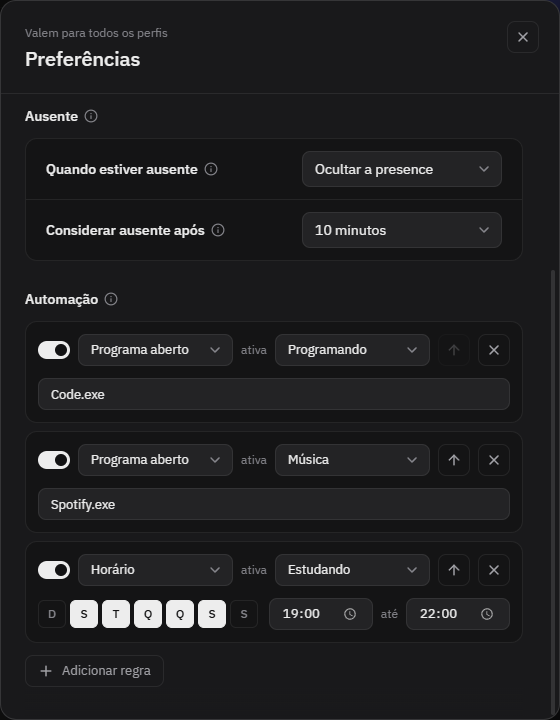 Valem para todos os perfis
Preferências
Ausente
Quando estiver ausente Ocultar a presence
Considerar ausente após 10 minutos
Automação
Programa aberto ativa Programando
Code.exe
Programa aberto ativa Música
Spotify.exe
Horário ativa Estudando
D S T Q Q S S 19:00 até 22:00
Adicionar regra